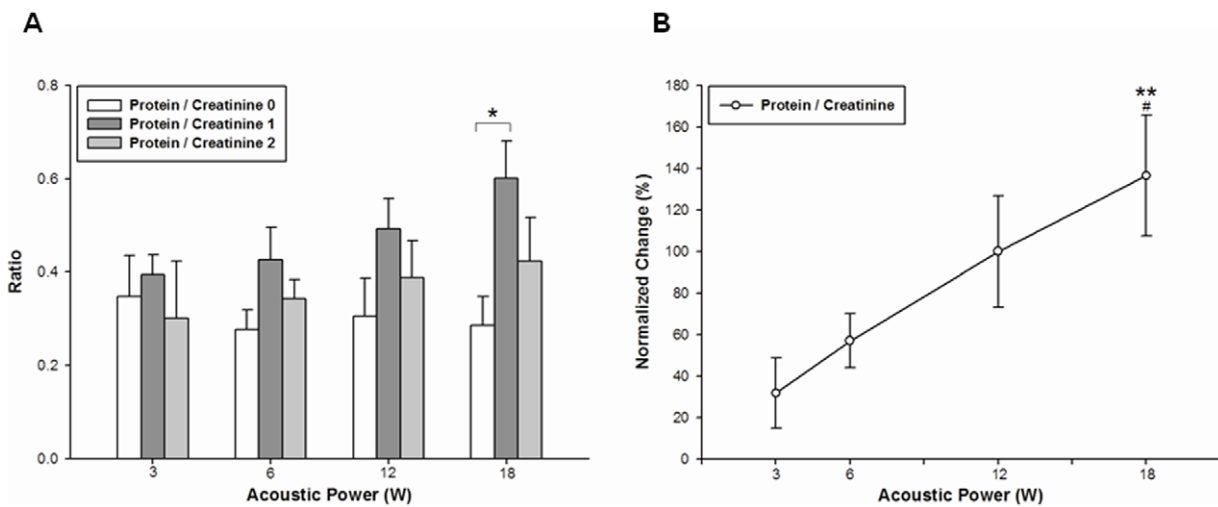 A
0.8
0.6
0.4
0.2
0.0
Ratio
Protein / Creatinine 0
Protein / Creatinine 1
Protein / Creatinine 2
*
3 6 12 18
Acoustic Power (W)
B
180
160
140
120
100
80
60
40
20
0
Normalized Change (%)
Protein / Creatinine
**
#
3 6 12 18
Acoustic Power (W)